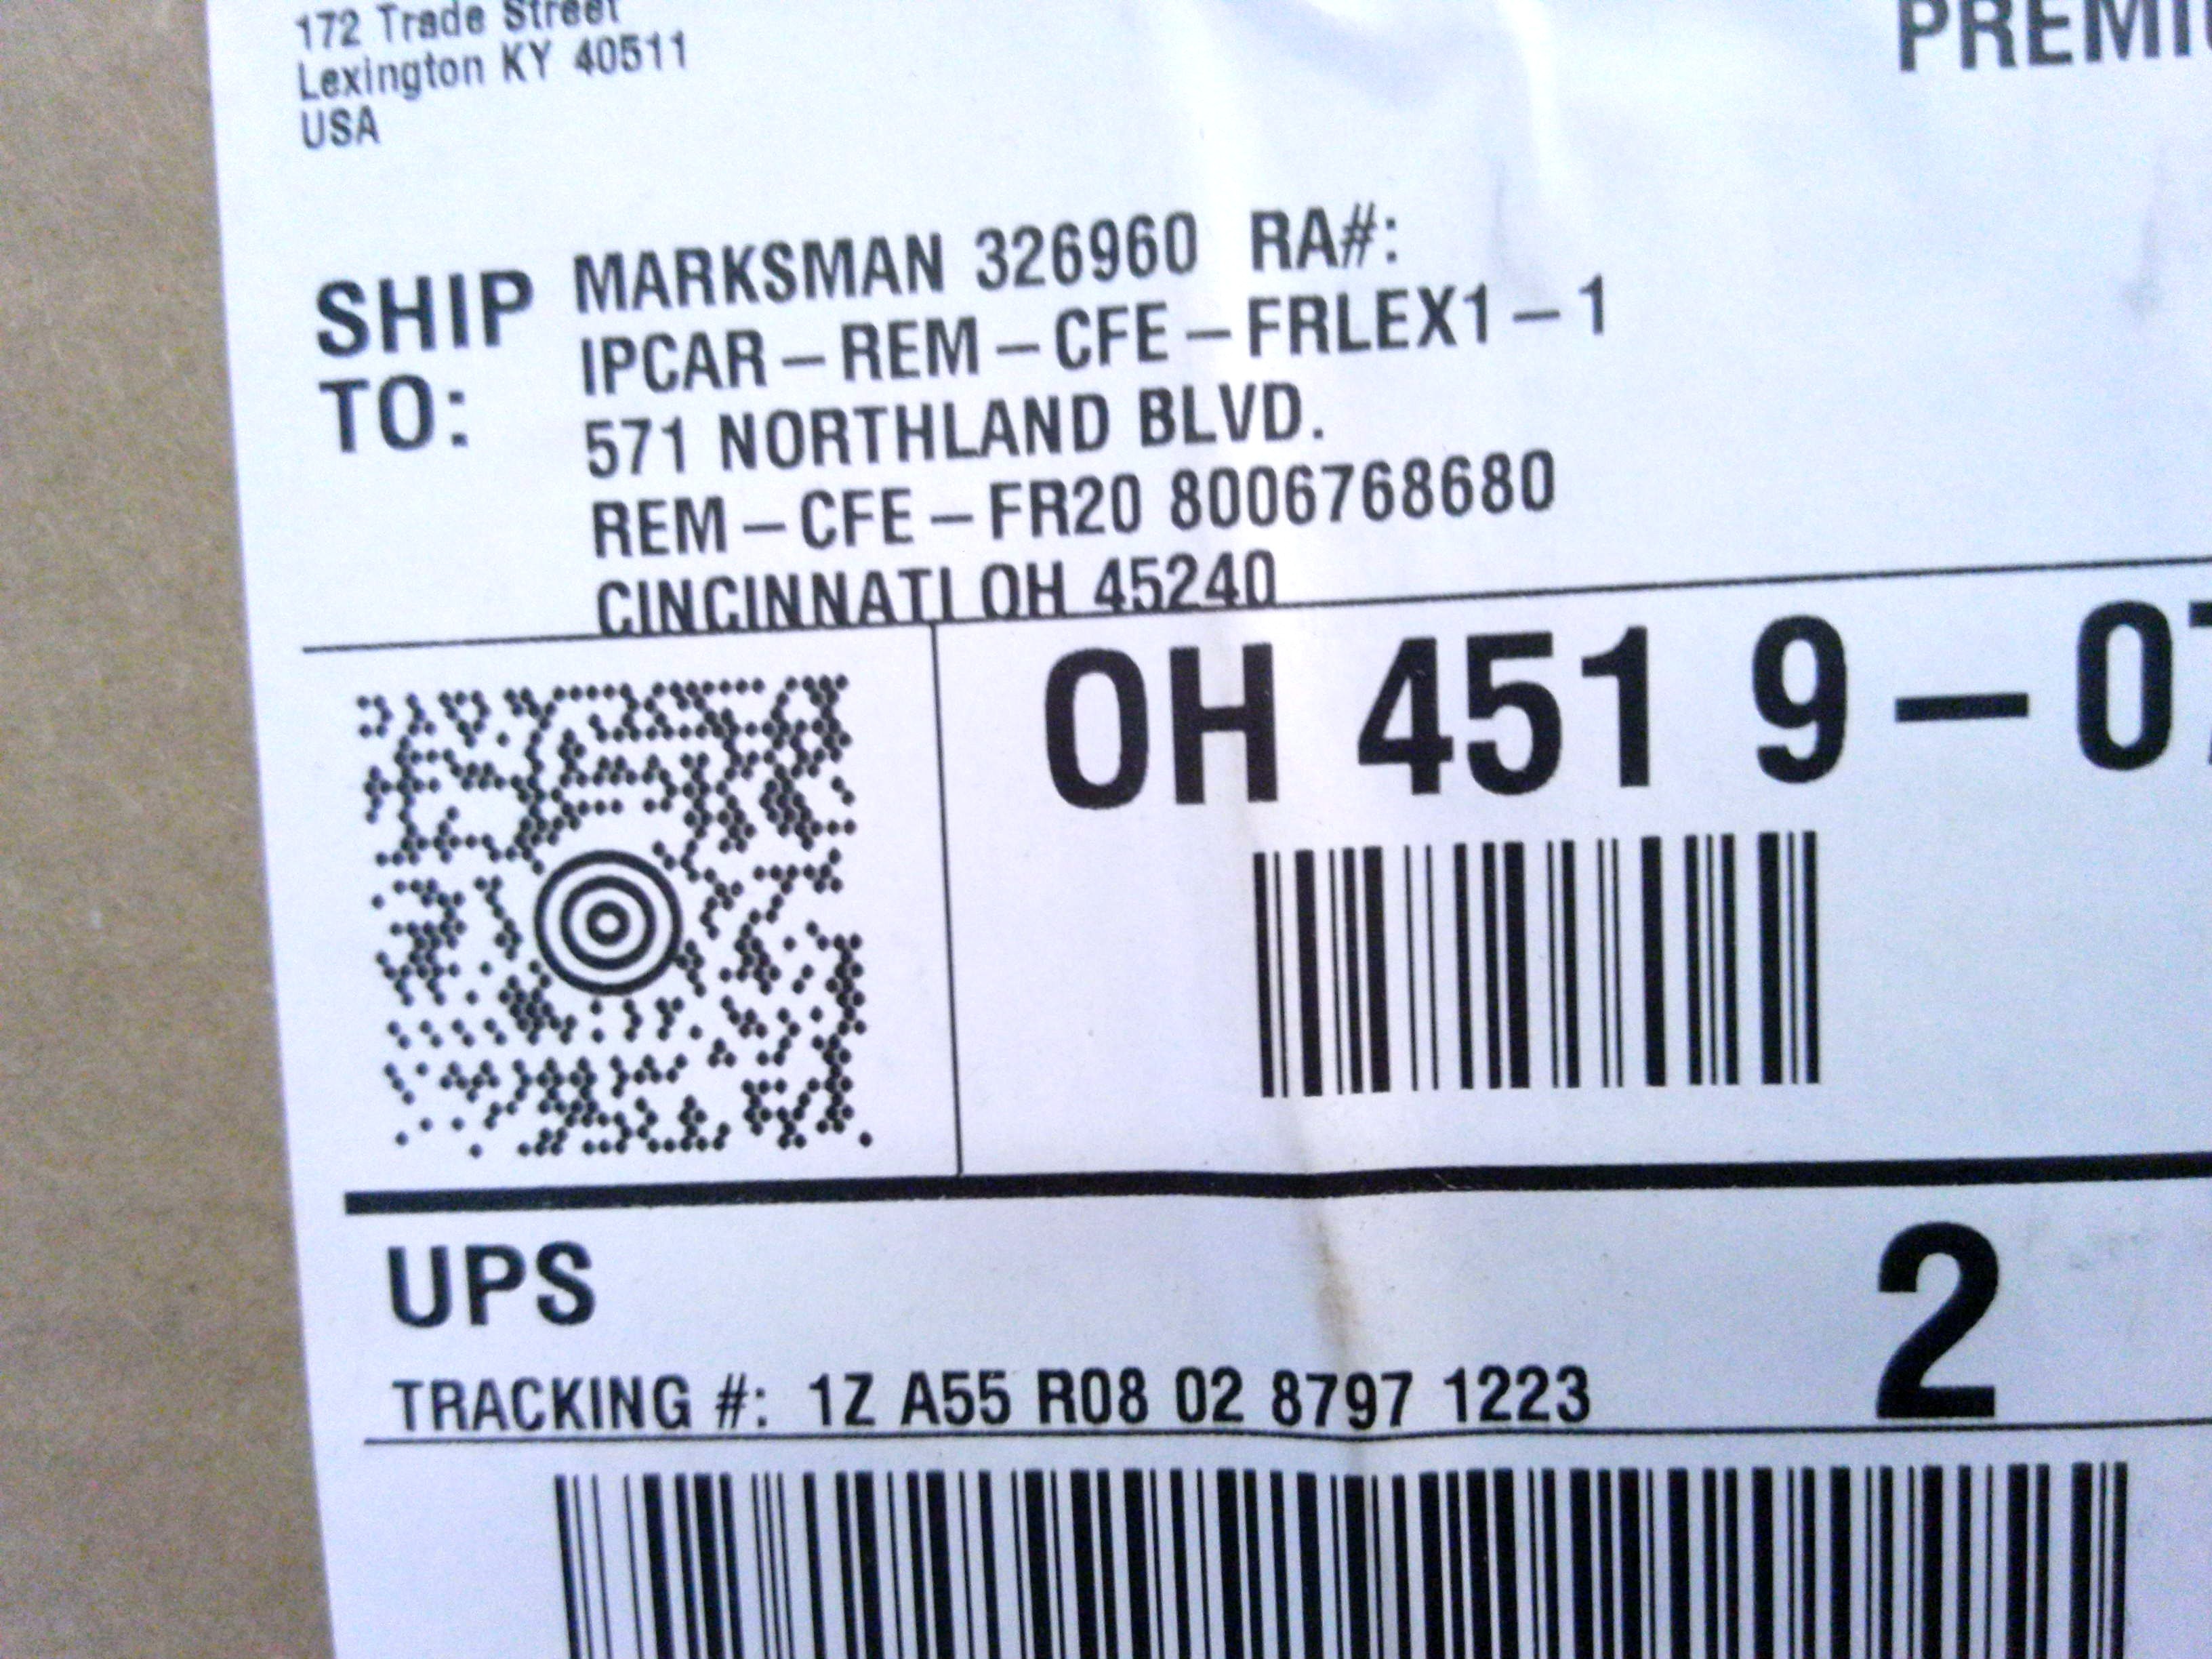 172 Trade Street
Lexington KY 40511
USA
SHIP TO:
MARKSMAN 326960 RA#:
IPCAR-REM-CFE-FRLEX1-1
571 NORTHLAND BLVD.
REM-CFE-FR20 8006768680
CINCINNATI OH 45240
OH 451 9-0
UPS
2
TRACKING #: 1Z A55 R08 02 8797 1223